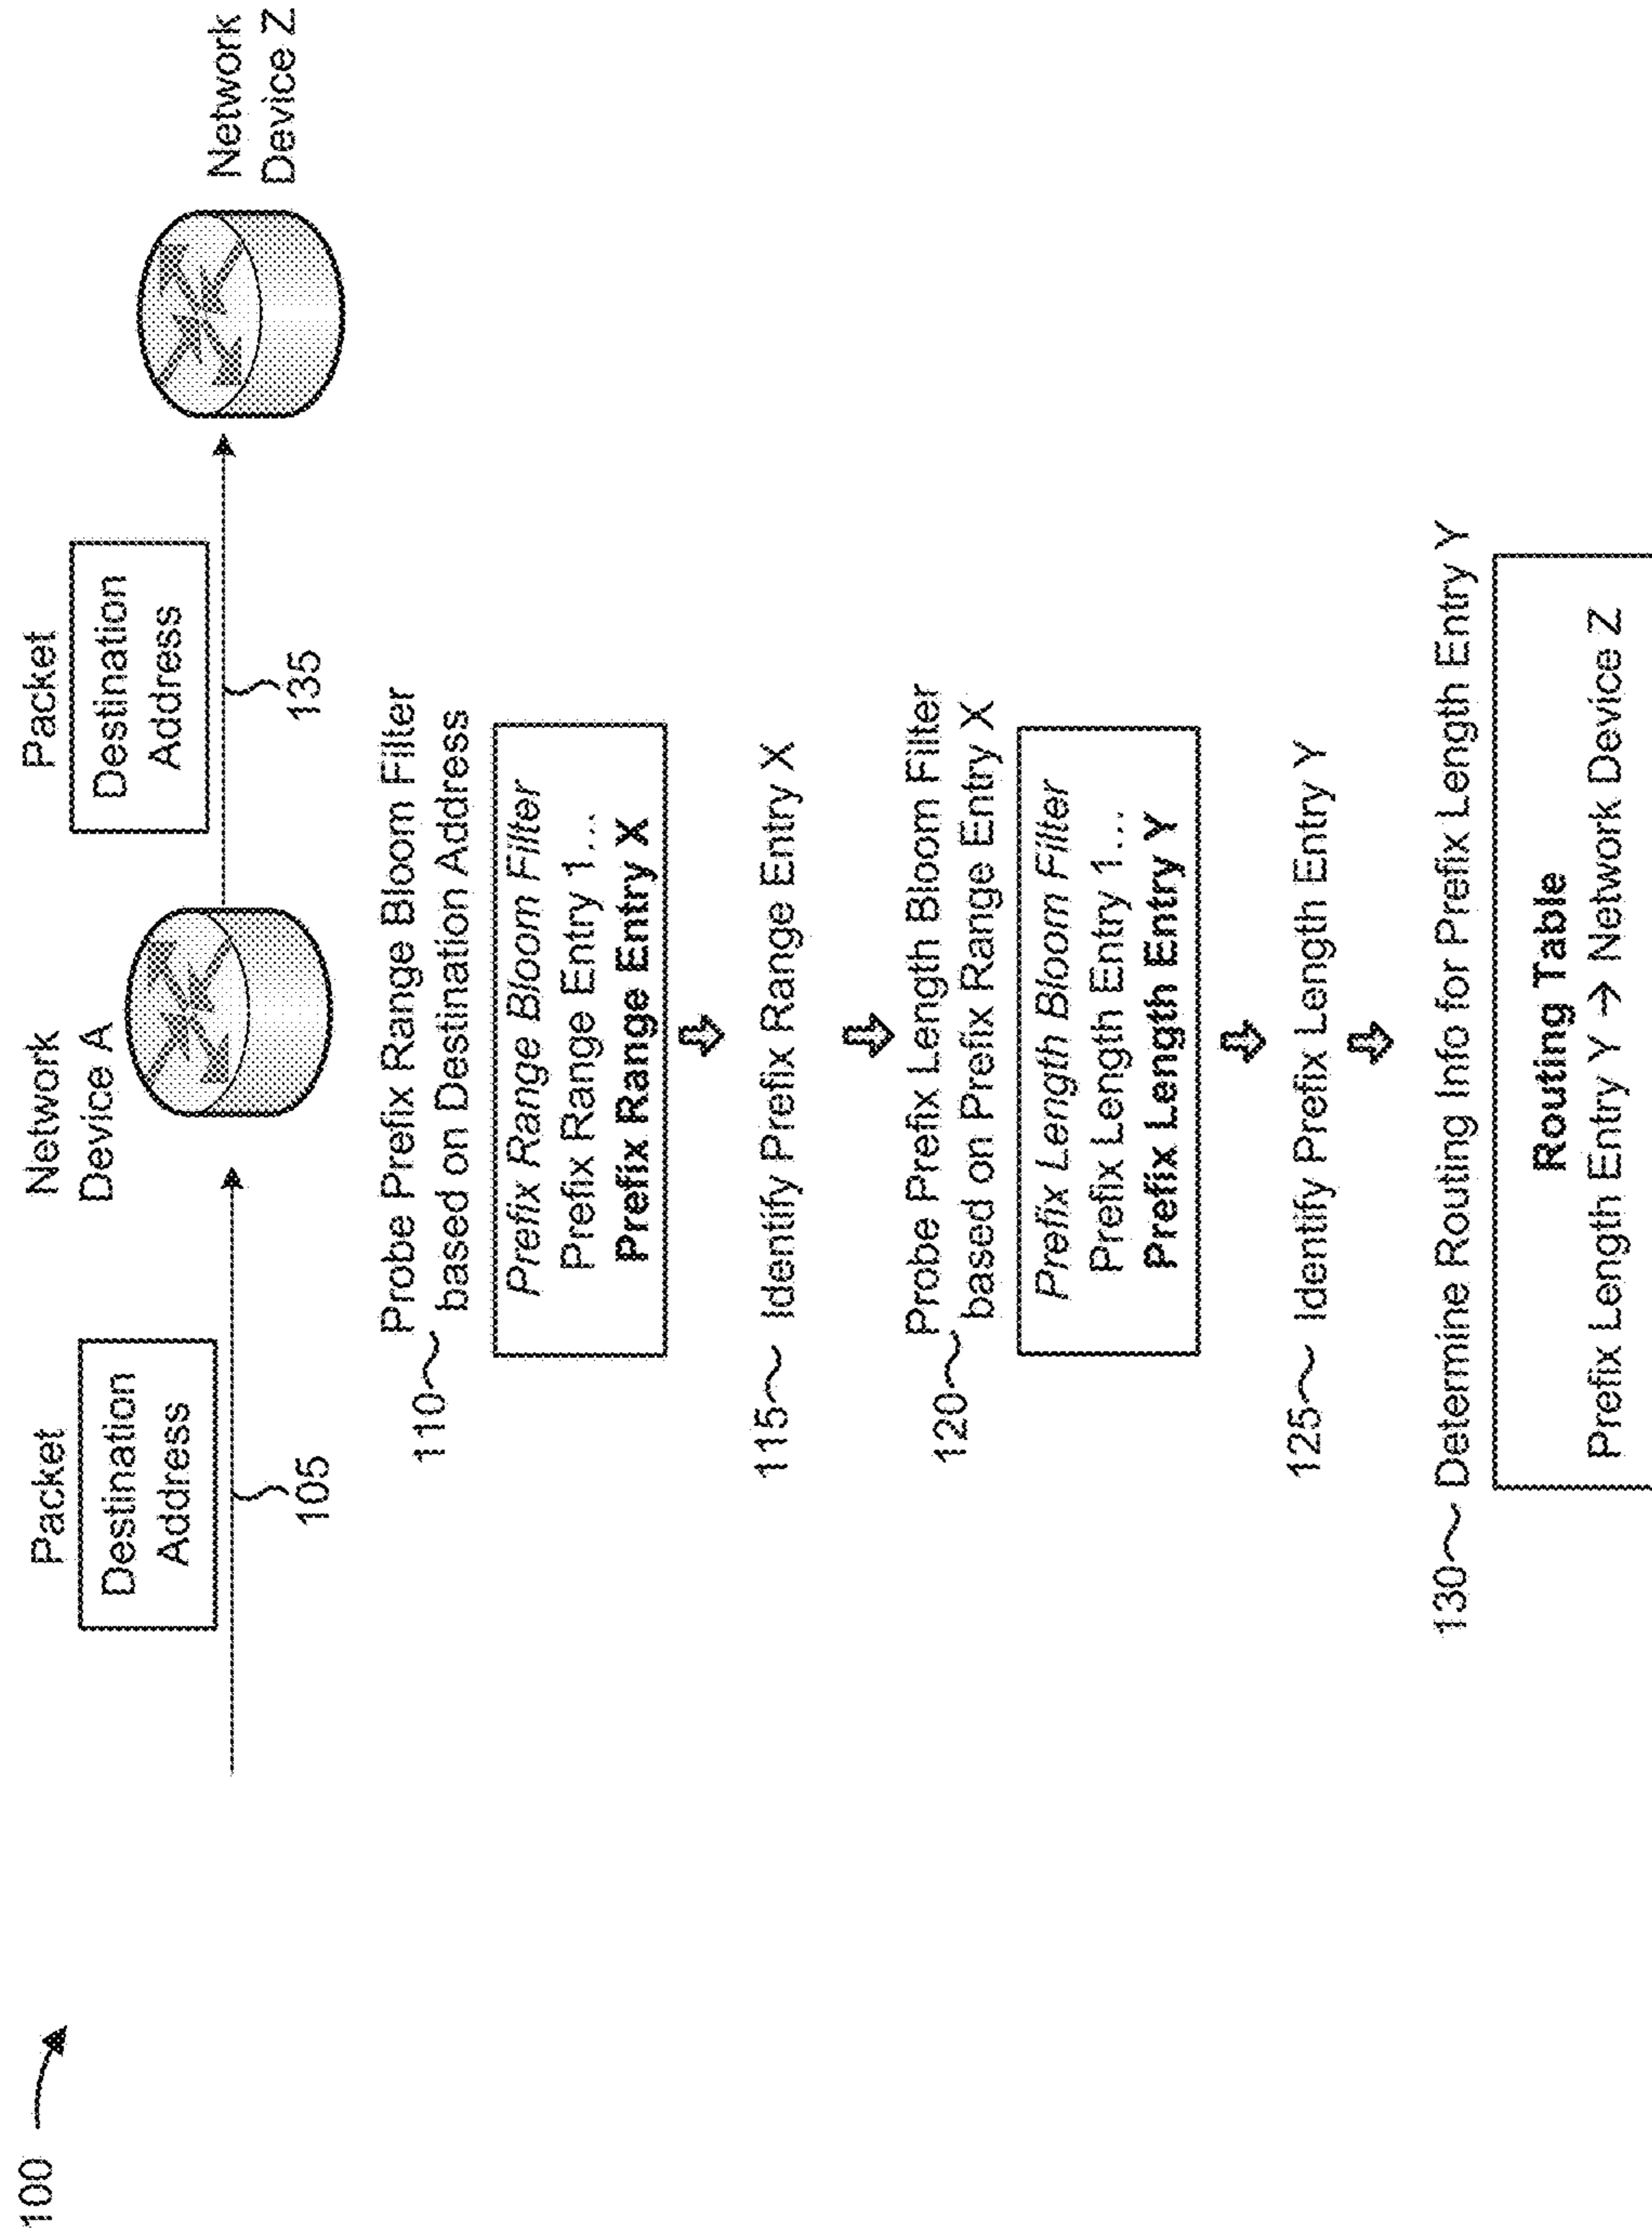 100
Packet
Destination
Address
105
Network
Device A
Packet
Destination
Address
135
Network
Device Z
110
Probe Prefix Range Bloom Filter
based on Destination Address
Prefix Range Bloom Filter
Prefix Range Entry 1...
Prefix Range Entry X
115
Identify Prefix Range Entry X
120
Probe Prefix Length Bloom Filter
based on Prefix Range Entry X
Prefix Length Bloom Filter
Prefix Length Entry 1...
Prefix Length Entry Y
125
Identify Prefix Length Entry Y
130
Determine Routing Info for Prefix Length Entry Y
Routing Table
Prefix Length Entry Y → Network Device Z